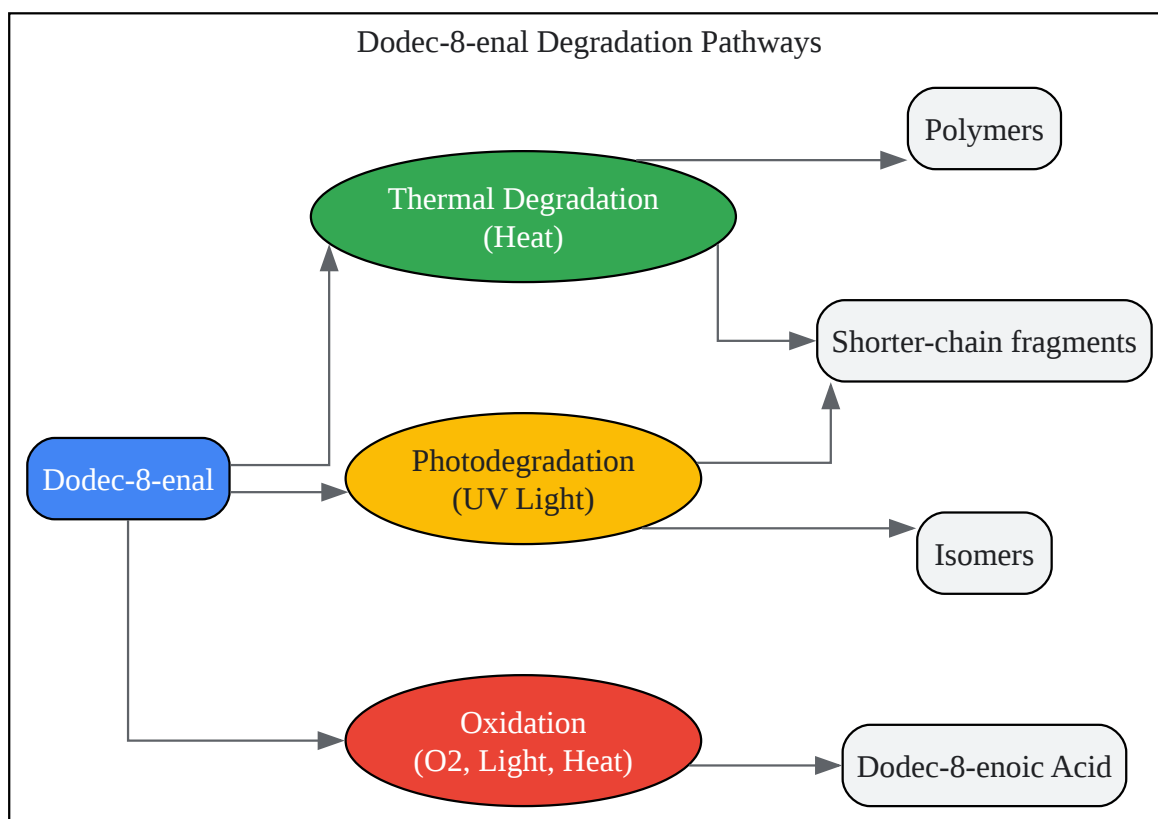 Dodec-8-enal Degradation Pathways
Polymers
Thermal Degradation
(Heat)
Shorter-chain fragments
Dodec-8-enal
Photodegradation
(UV Light)
Isomers
Oxidation
(O2, Light, Heat)
Dodec-8-enoic Acid